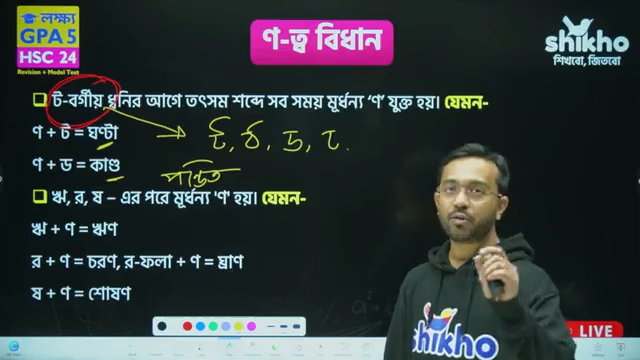 লক্ষ্য
GPA 5
HSC 24
Revision + Model Test
ণ-ত্ব বিধান
shikho
শিখবো, জিতবো
ট-বর্গীয় ধ্বনির আগে তৎসম শব্দে সব সময় মূর্ধন্য ‘ণ’ যুক্ত হয়। যেমন-
ণ + ট = ঘণ্টা
ট, ঠ, ড, ঢ.
ণ + ড = কাণ্ড
পন্ডিত
ঋ, র, ষ – এর পরে মূর্ধন্য 'ণ' হয়। যেমন-
ঋ + ণ = ঋণ
র + ণ = চরণ, র-ফলা + ণ = ঘ্রাণ
ষ + ণ = শোষণ
shikho
LIVE